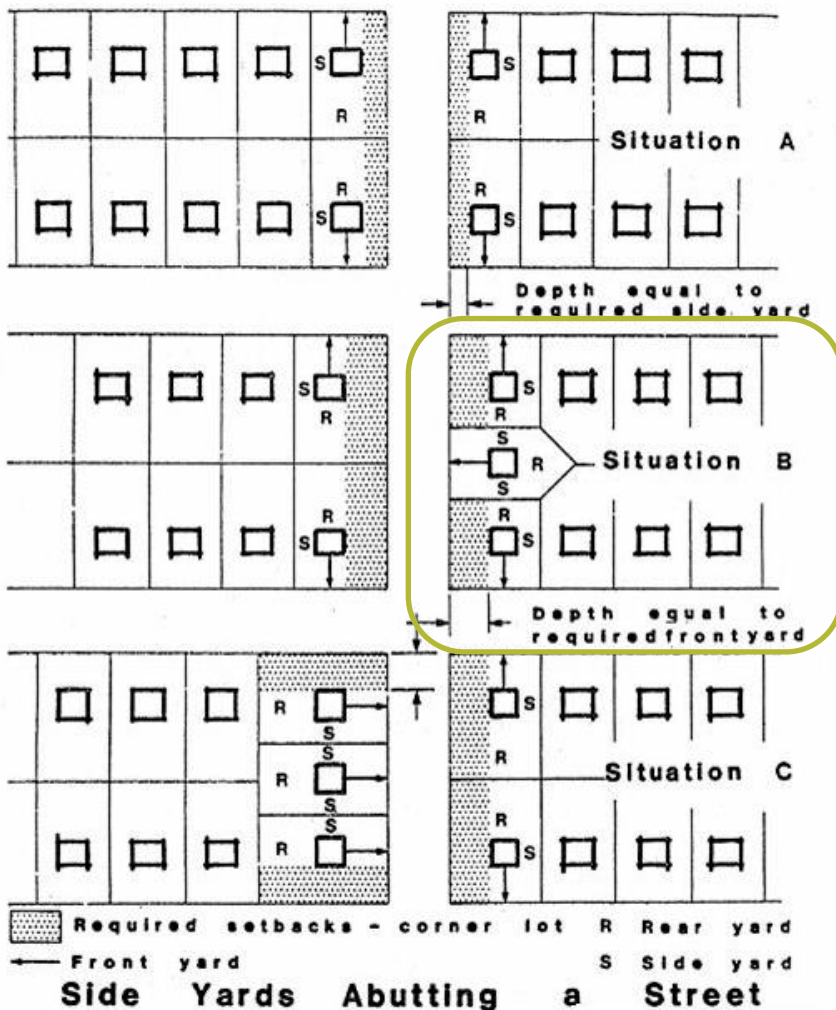 S S
R R
Situation A
R R
S S
Depth equal to
required side yard
S S
R R
S
R
Situation B
S
R R
S S
Depth equal to
required front yard
R S
S
S
R R
Situation C
S
S R
R S
Required setbacks - corner lot R Rear yard
Front yard S Side yard
Side Yards Abutting a Street